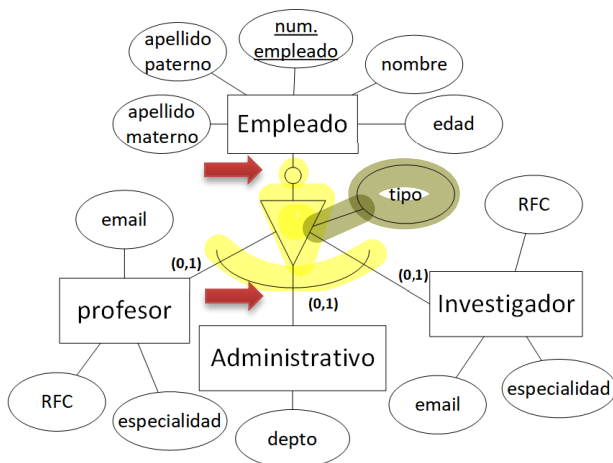 num.
empleado
apellido
paterno
nombre
apellido
materno
Empleado
edad
tipo
RFC
email
(0,1)
(0,1)
(0,1)
profesor
Investigador
Administrativo
RFC
especialidad
depto
email
especialidad